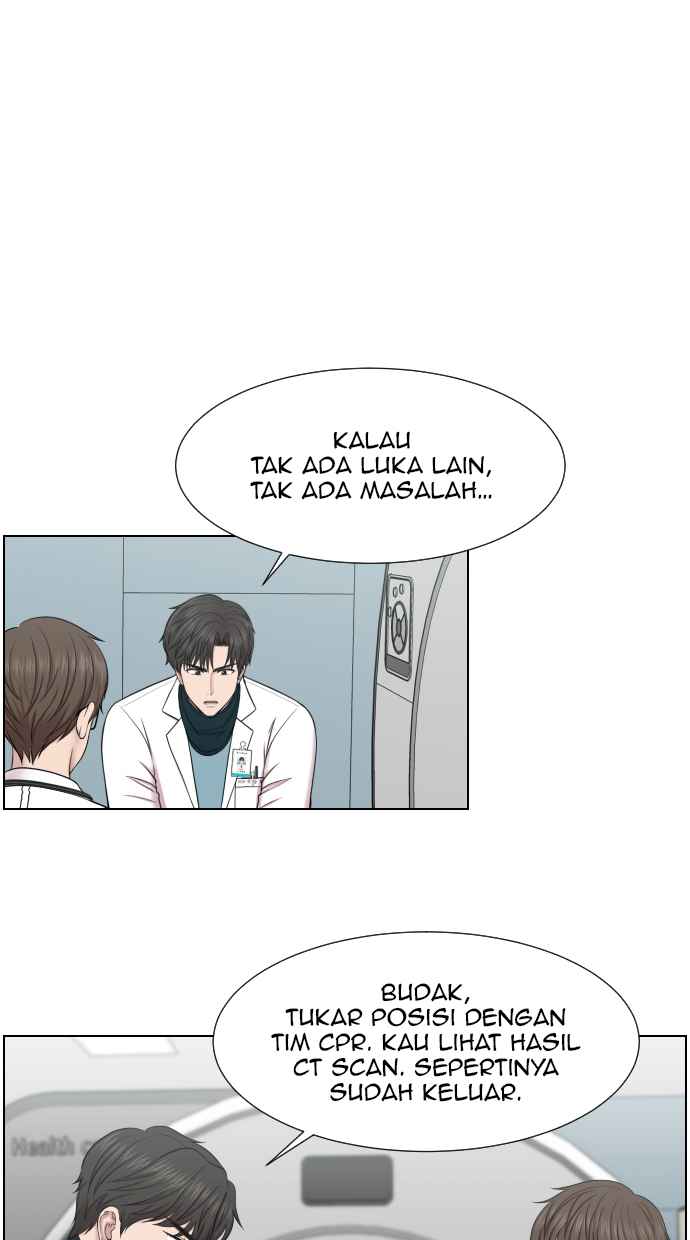 KALAU
TAK ADA LUKA LAIN,
TAK ADA MASALAH...
BUDAK,
TUKAR POSISI DENGAN
TIM CPR. KAU LIHAT HASIL
CT SCAN. SEPERTINYA
SUDAH KELUAR.
Health